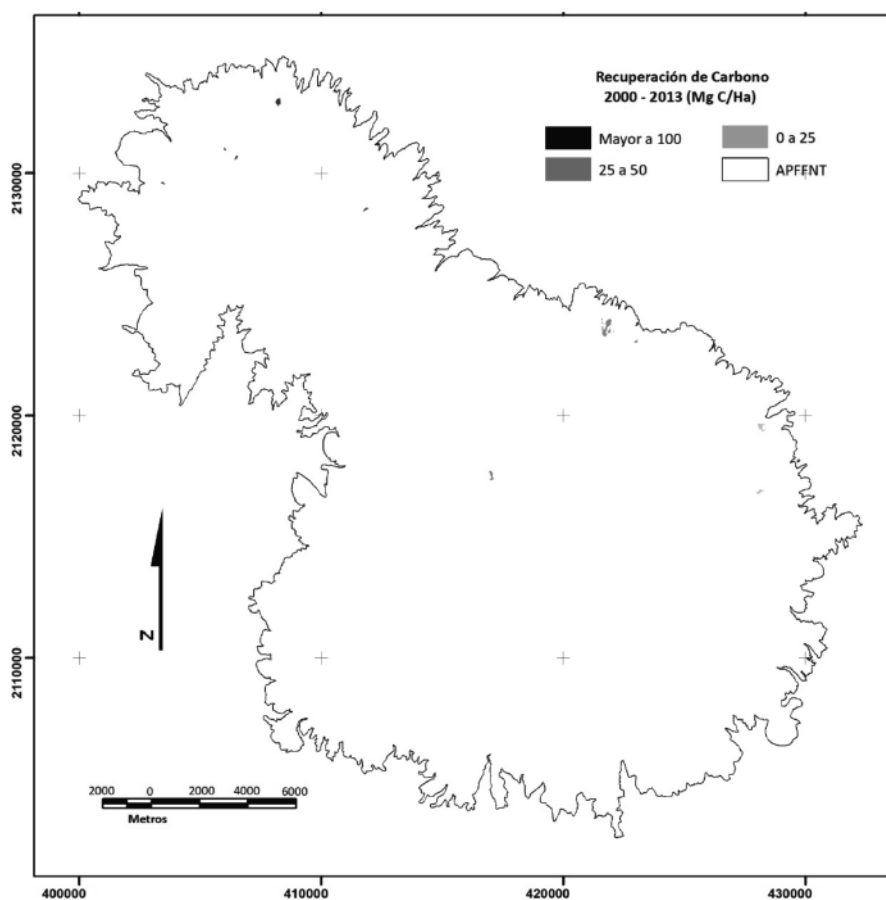 Recuperación de Carbono
2000 - 2013 (Mg C/Ha)
Mayor a 100
0 a 25
25 a 50
APFFNT
2130000
2120000
2110000
N
2000 0 2000 4000 6000
Metros
400000 410000 420000 430000